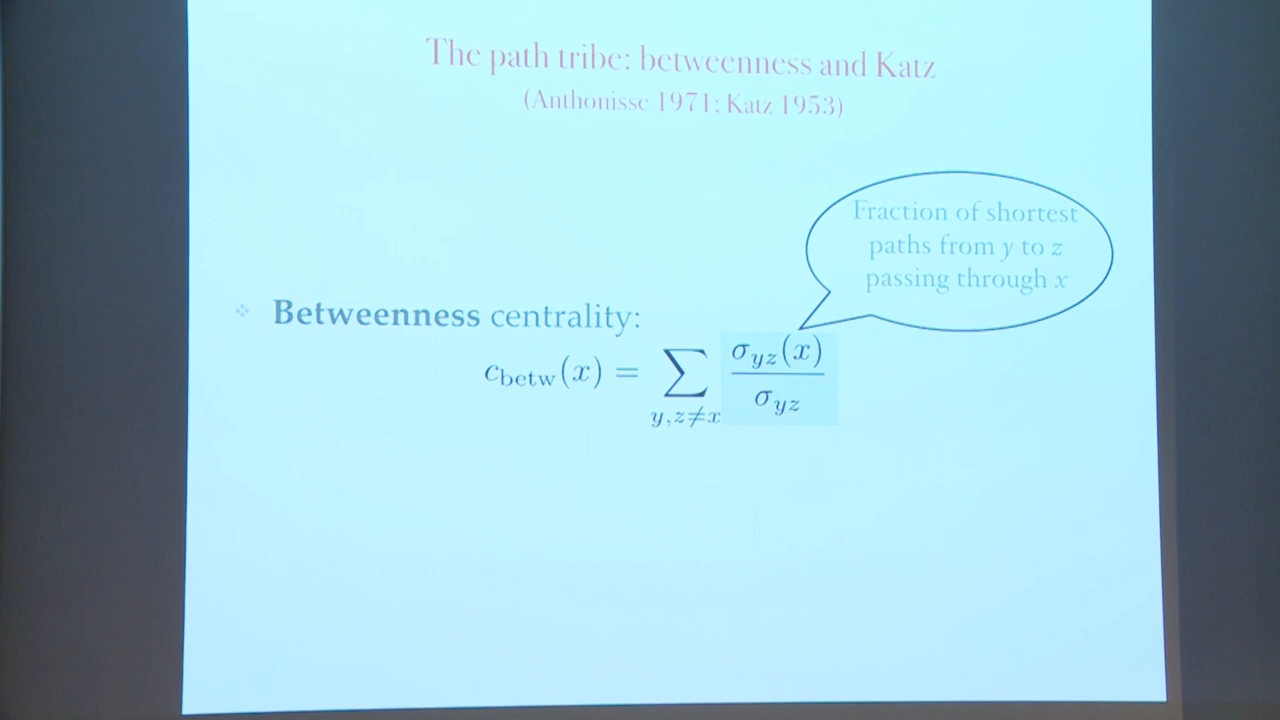 The path tribe: betweenness and Katz
(Anthonisse 1971; Katz 1953)
Fraction of shortest
paths from y to z
passing through x
❖ Betweenness centrality:
c_betw(x) = ∑_{y,z≠x} σ_yz(x) / σ_yz